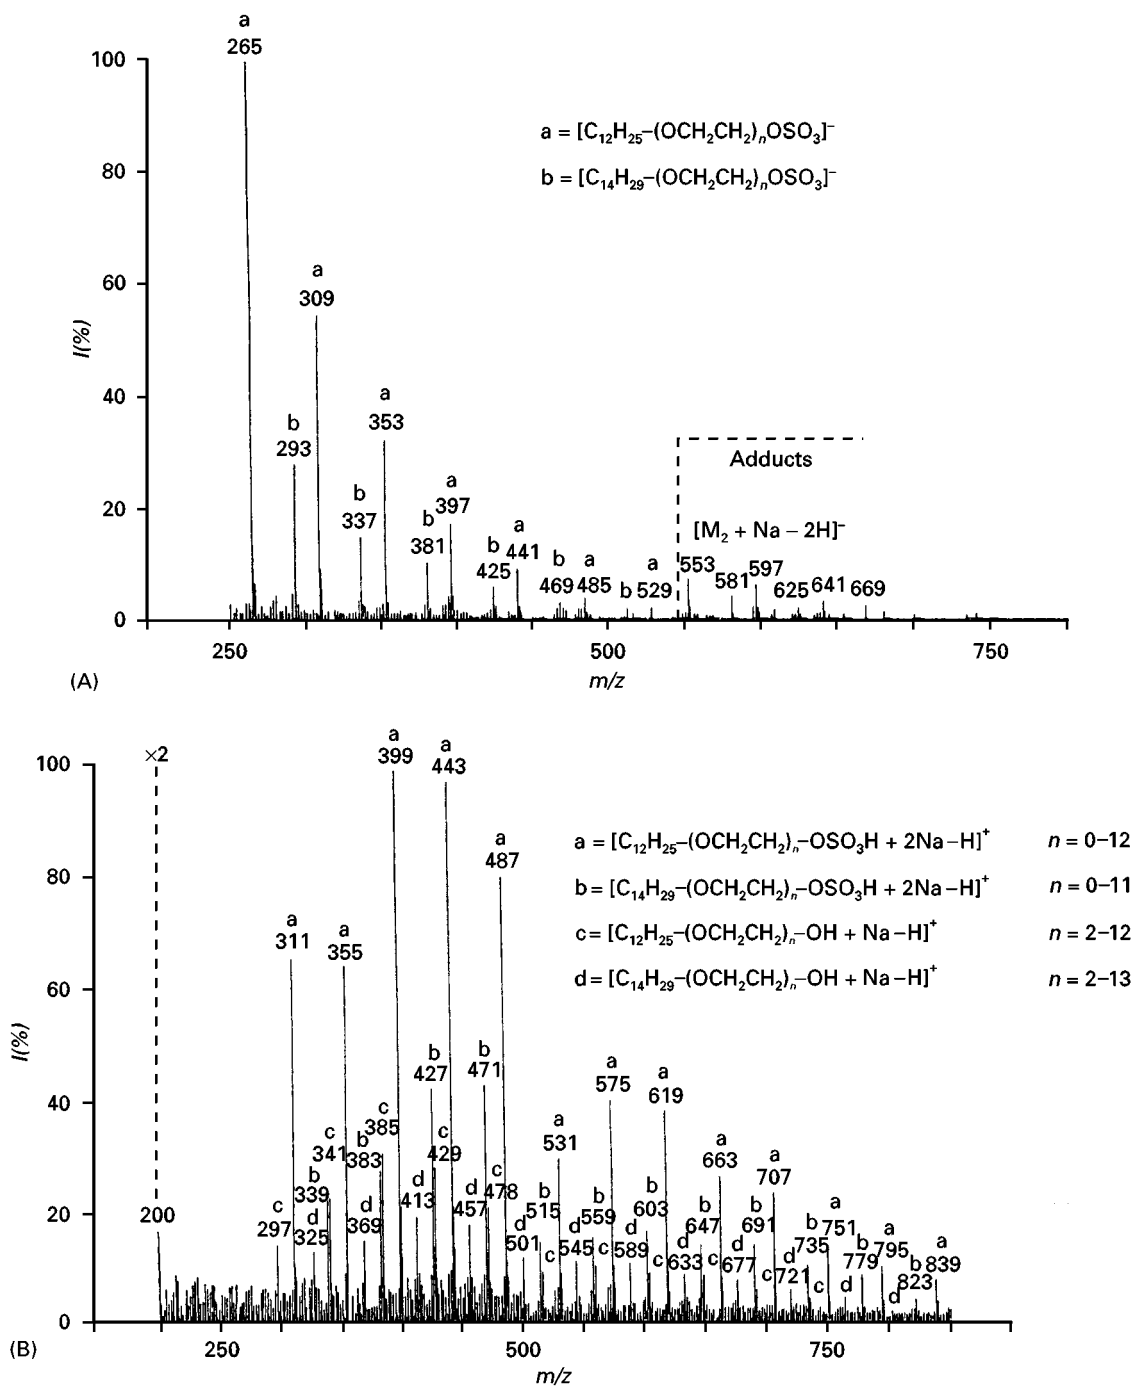 a
265
100
a = [C₁₂H₂₅–(OCH₂CH₂)ₙOSO₃]⁻
80
b = [C₁₄H₂₉–(OCH₂CH₂)ₙOSO₃]⁻
a
309
60
I(%)
a
353
40
b
293
Adducts
a
397
b
337
20
b
381
a
441
[M₂ + Na – 2H]⁻
b
425
b
469
a
485
b
a
529
553
581
597
625
641
669
0
250
500
750
(A)
m/z
×2
a
399
a
443
100
a
487
a = [C₁₂H₂₅–(OCH₂CH₂)ₙ–OSO₃H + 2Na–H]⁺ n = 0–12
80
b = [C₁₄H₂₉–(OCH₂CH₂)ₙ–OSO₃H + 2Na–H]⁺ n = 0–11
a
311
a
355
c = [C₁₂H₂₅–(OCH₂CH₂)ₙ–OH + Na–H]⁺ n = 2–12
d = [C₁₄H₂₉–(OCH₂CH₂)ₙ–OH + Na–H]⁺ n = 2–13
60
I(%)
b
427
b
471
a
575
a
619
40
c
385
c
429
a
531
c
341
b
383
a
663
a
707
b
339
d
413
d
457
c
478
b
515
b
559
b
603
20
200
c
297
d
325
d
369
b
647
b
691
b
735
a
751
d
501
c
d
545
c
d
589
c
d
633
c
d
677
c
d
721
c
d
b
779
a
795
d
b
823
a
839
0
250
500
750
(B)
m/z